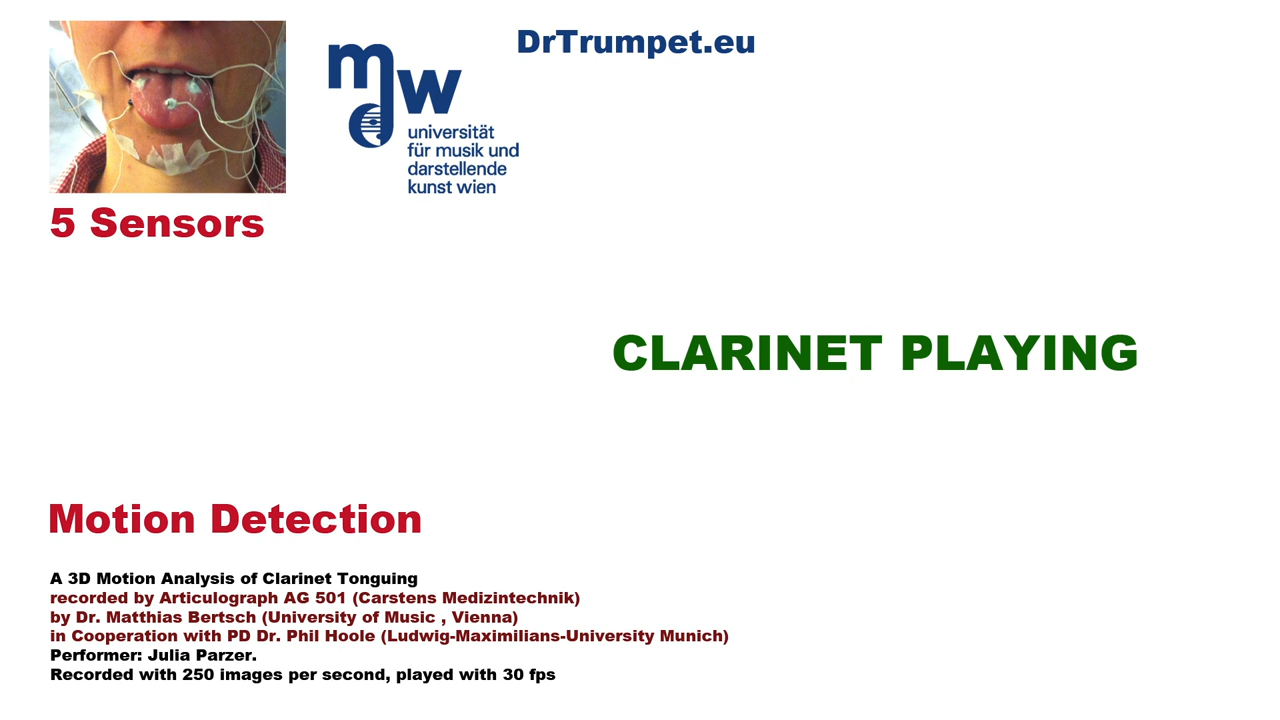 DrTrumpet.eu
mdw
universität
für musik und
darstellende
kunst wien
5 Sensors
CLARINET PLAYING
Motion Detection
A 3D Motion Analysis of Clarinet Tonguing
recorded by Articulograph AG 501 (Carstens Medizintechnik)
by Dr. Matthias Bertsch (University of Music , Vienna)
in Cooperation with PD Dr. Phil Hoole (Ludwig-Maximilians-University Munich)
Performer: Julia Parzer.
Recorded with 250 images per second, played with 30 fps